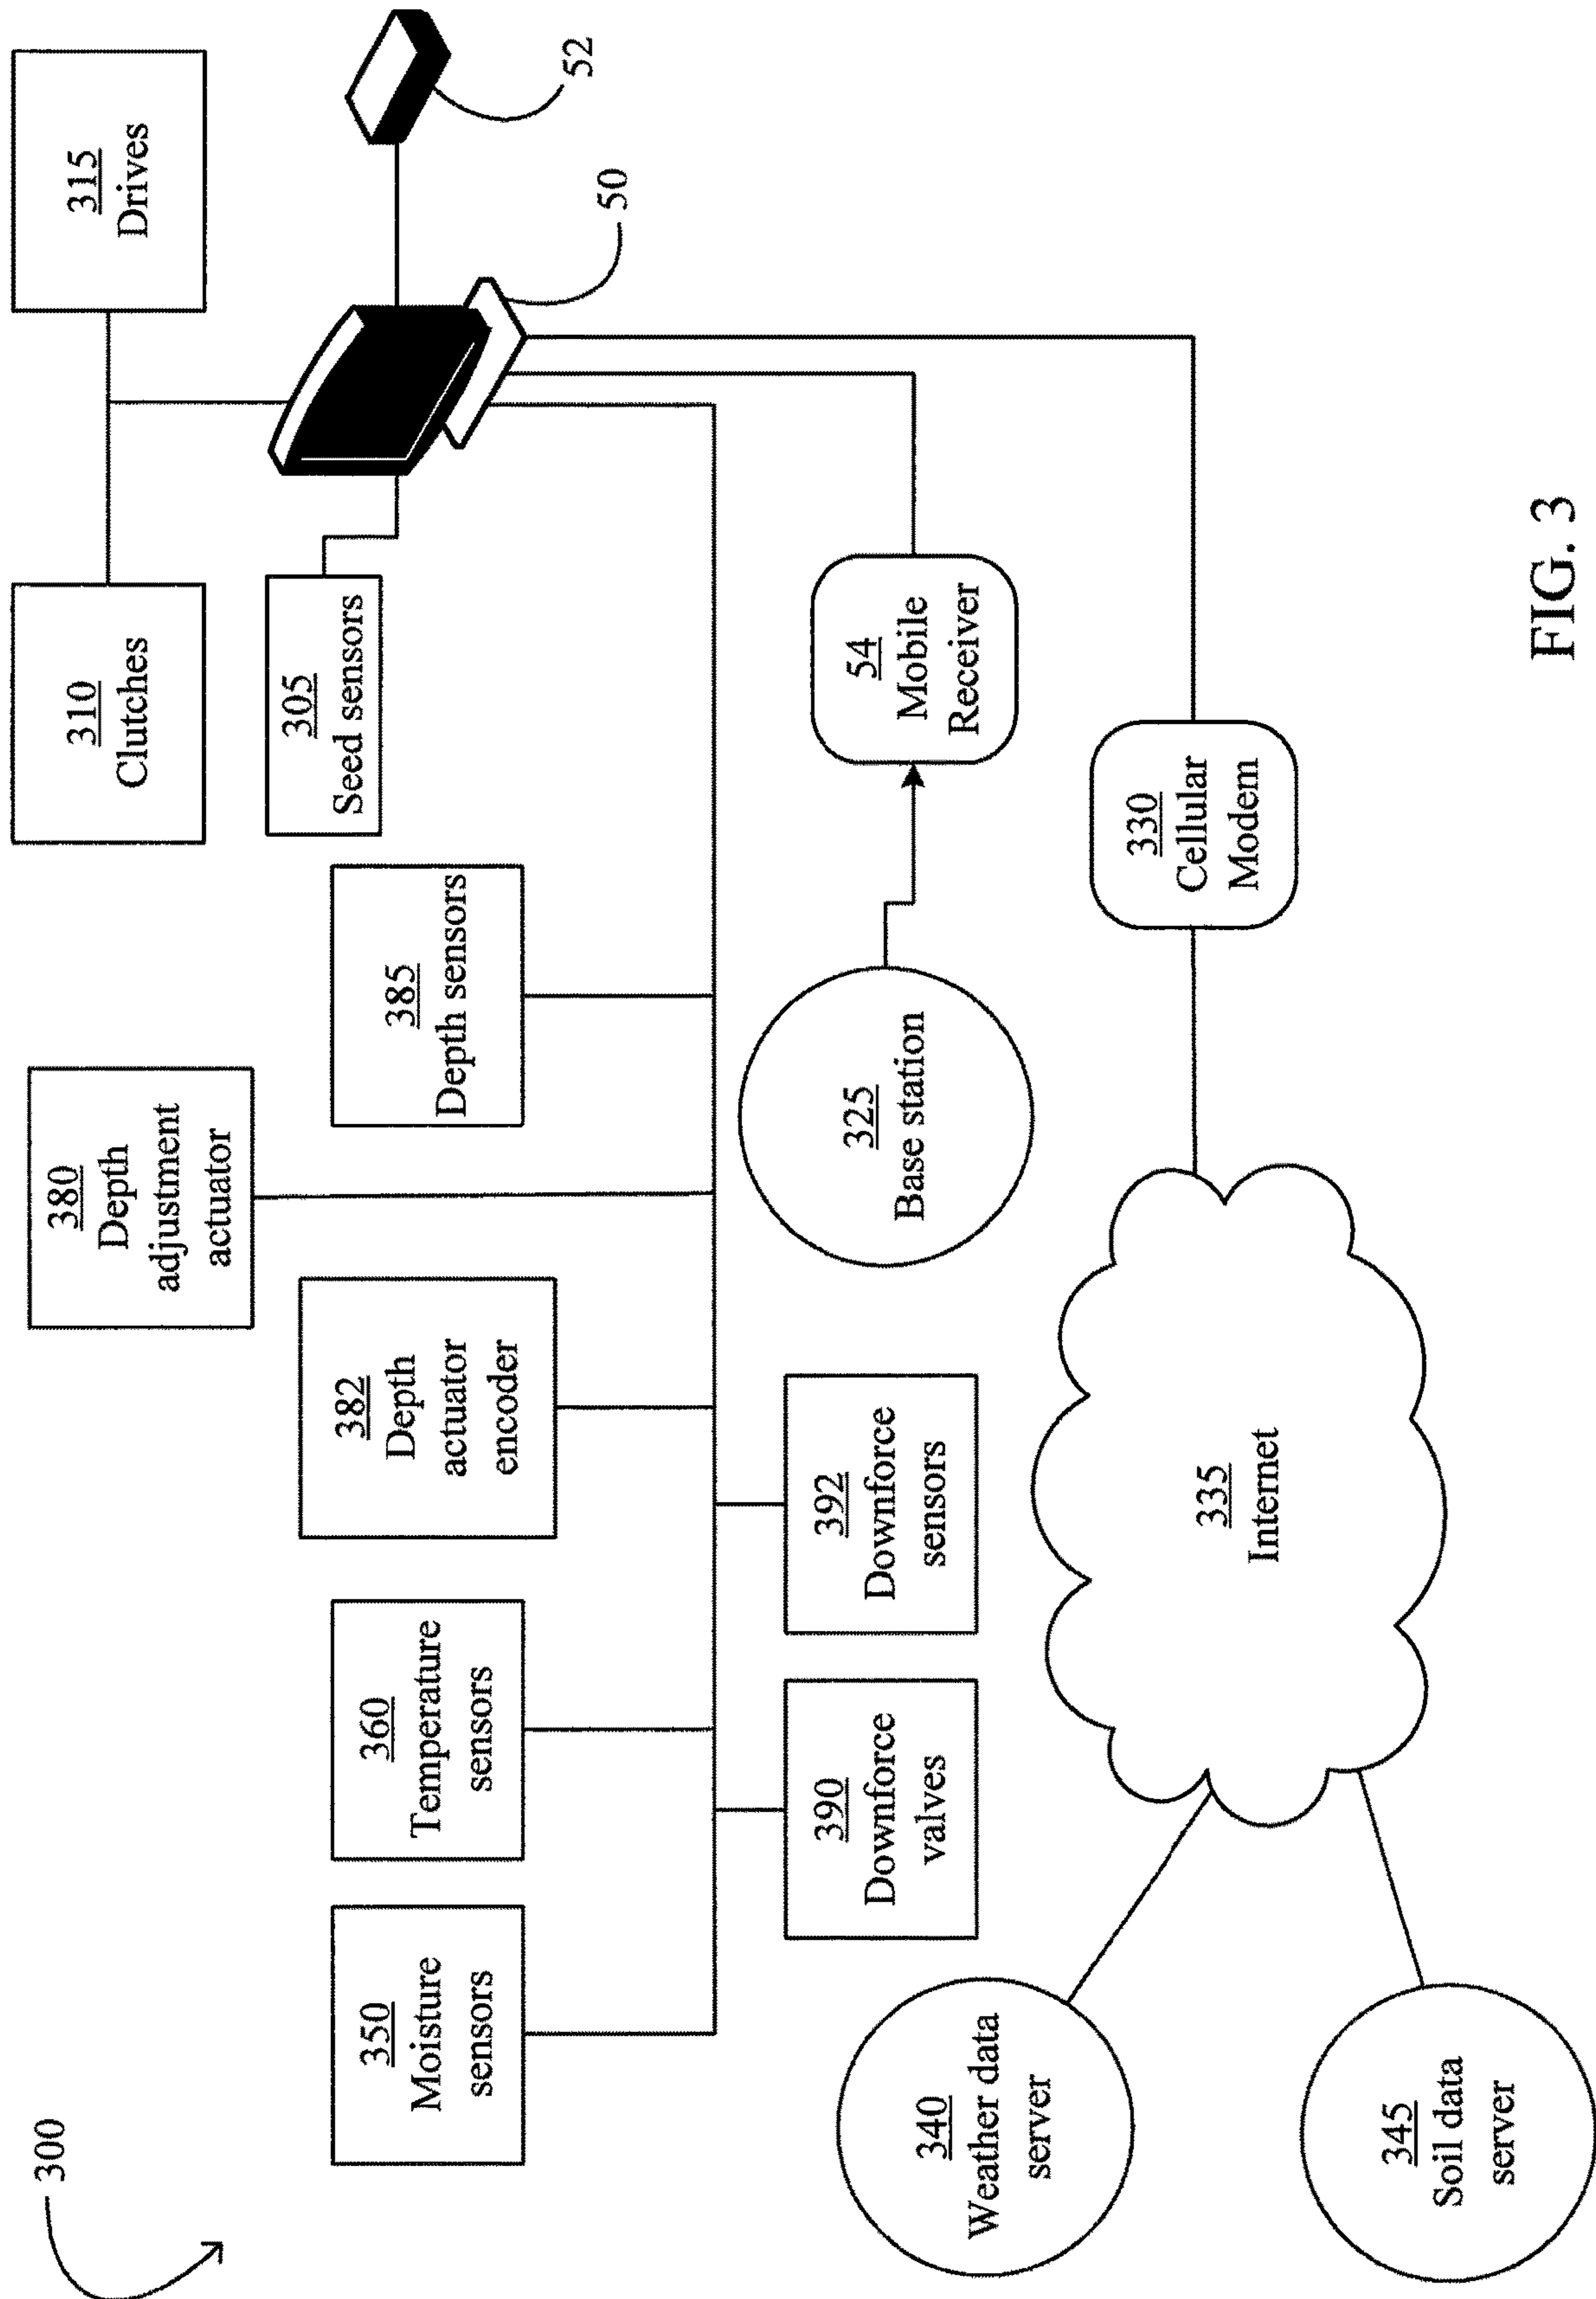 300
350
Moisture
sensors
360
Temperature
sensors
382
Depth
actuator
encoder
380
Depth
adjustment
actuator
385
Depth sensors
310
Clutches
315
Drives
305
Seed sensors
52
50
390
Downforce
valves
392
Downforce
sensors
325
Base station
54
Mobile
Receiver
330
Cellular
Modem
335
Internet
340
Weather data
server
345
Soil data
server
FIG. 3